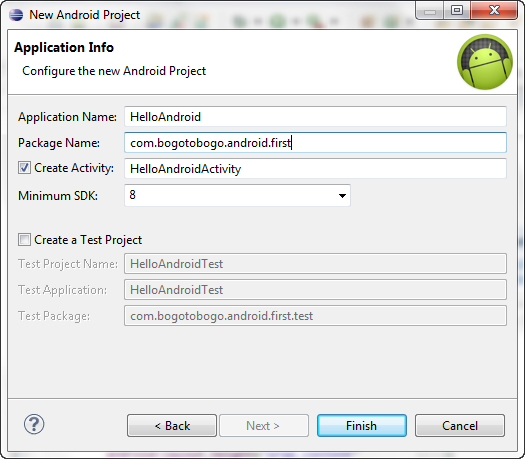 New Android Project
Application Info
Configure the new Android Project
Application Name: HelloAndroid
Package Name: com.bogotobogo.android.first
Create Activity: HelloAndroidActivity
Minimum SDK: 8
Create a Test Project
Test Project Name: HelloAndroidTest
Test Application: HelloAndroidTest
Test Package: com.bogotobogo.android.first.test
? < Back Next > Finish Cancel